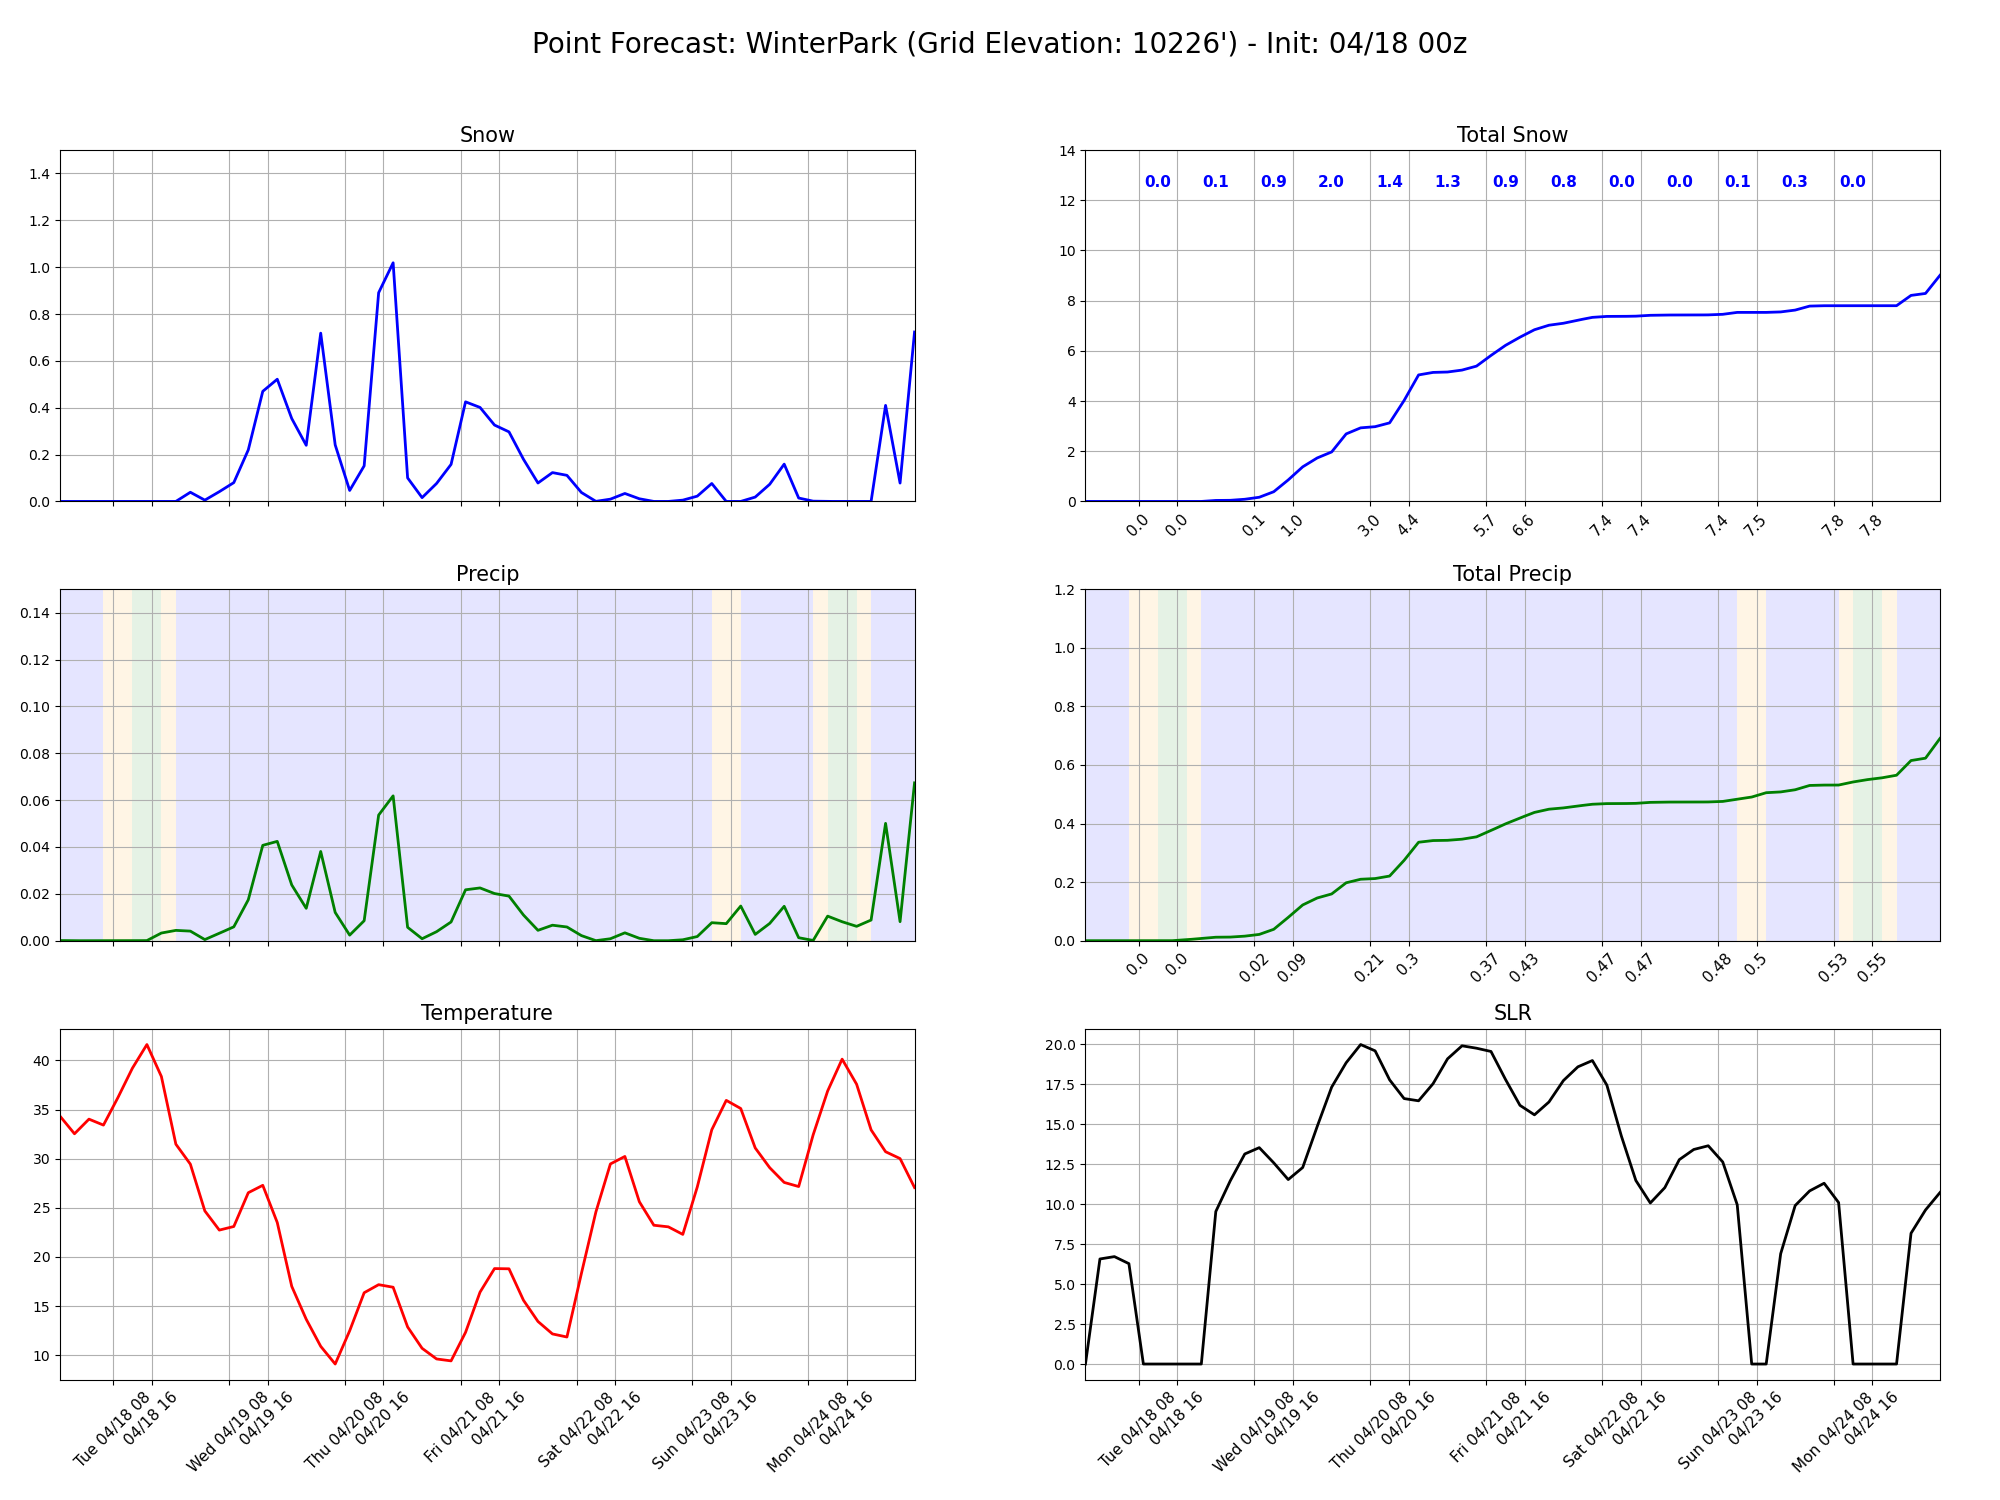 Point Forecast: WinterPark (Grid Elevation: 10226') - Init: 04/18 00z
Snow
1.4
1.2
1.0
0.8
0.6
0.4
0.2
0.0
Total Snow
14
12
10
8
6
4
2
0
0.0 0.1 0.9 2.0 1.4 1.3 0.9 0.8 0.0 0.0 0.1 0.3 0.0
0.0 0.0 0.1 1.0 3.0 4.4 5.7 6.6 7.4 7.4 7.4 7.5 7.8 7.8
Precip
0.14
0.12
0.10
0.08
0.06
0.04
0.02
0.00
Total Precip
1.2
1.0
0.8
0.6
0.4
0.2
0.0
0.0 0.0 0.02 0.09 0.21 0.3 0.37 0.43 0.47 0.47 0.48 0.5 0.53 0.55
Temperature
40
35
30
25
20
15
10
Tue 04/18 08
04/18 16
Wed 04/19 08
04/19 16
Thu 04/20 08
04/20 16
Fri 04/21 08
04/21 16
Sat 04/22 08
04/22 16
Sun 04/23 08
04/23 16
Mon 04/24 08
04/24 16
SLR
20.0
17.5
15.0
12.5
10.0
7.5
5.0
2.5
0.0
Tue 04/18 08
04/18 16
Wed 04/19 08
04/19 16
Thu 04/20 08
04/20 16
Fri 04/21 08
04/21 16
Sat 04/22 08
04/22 16
Sun 04/23 08
04/23 16
Mon 04/24 08
04/24 16